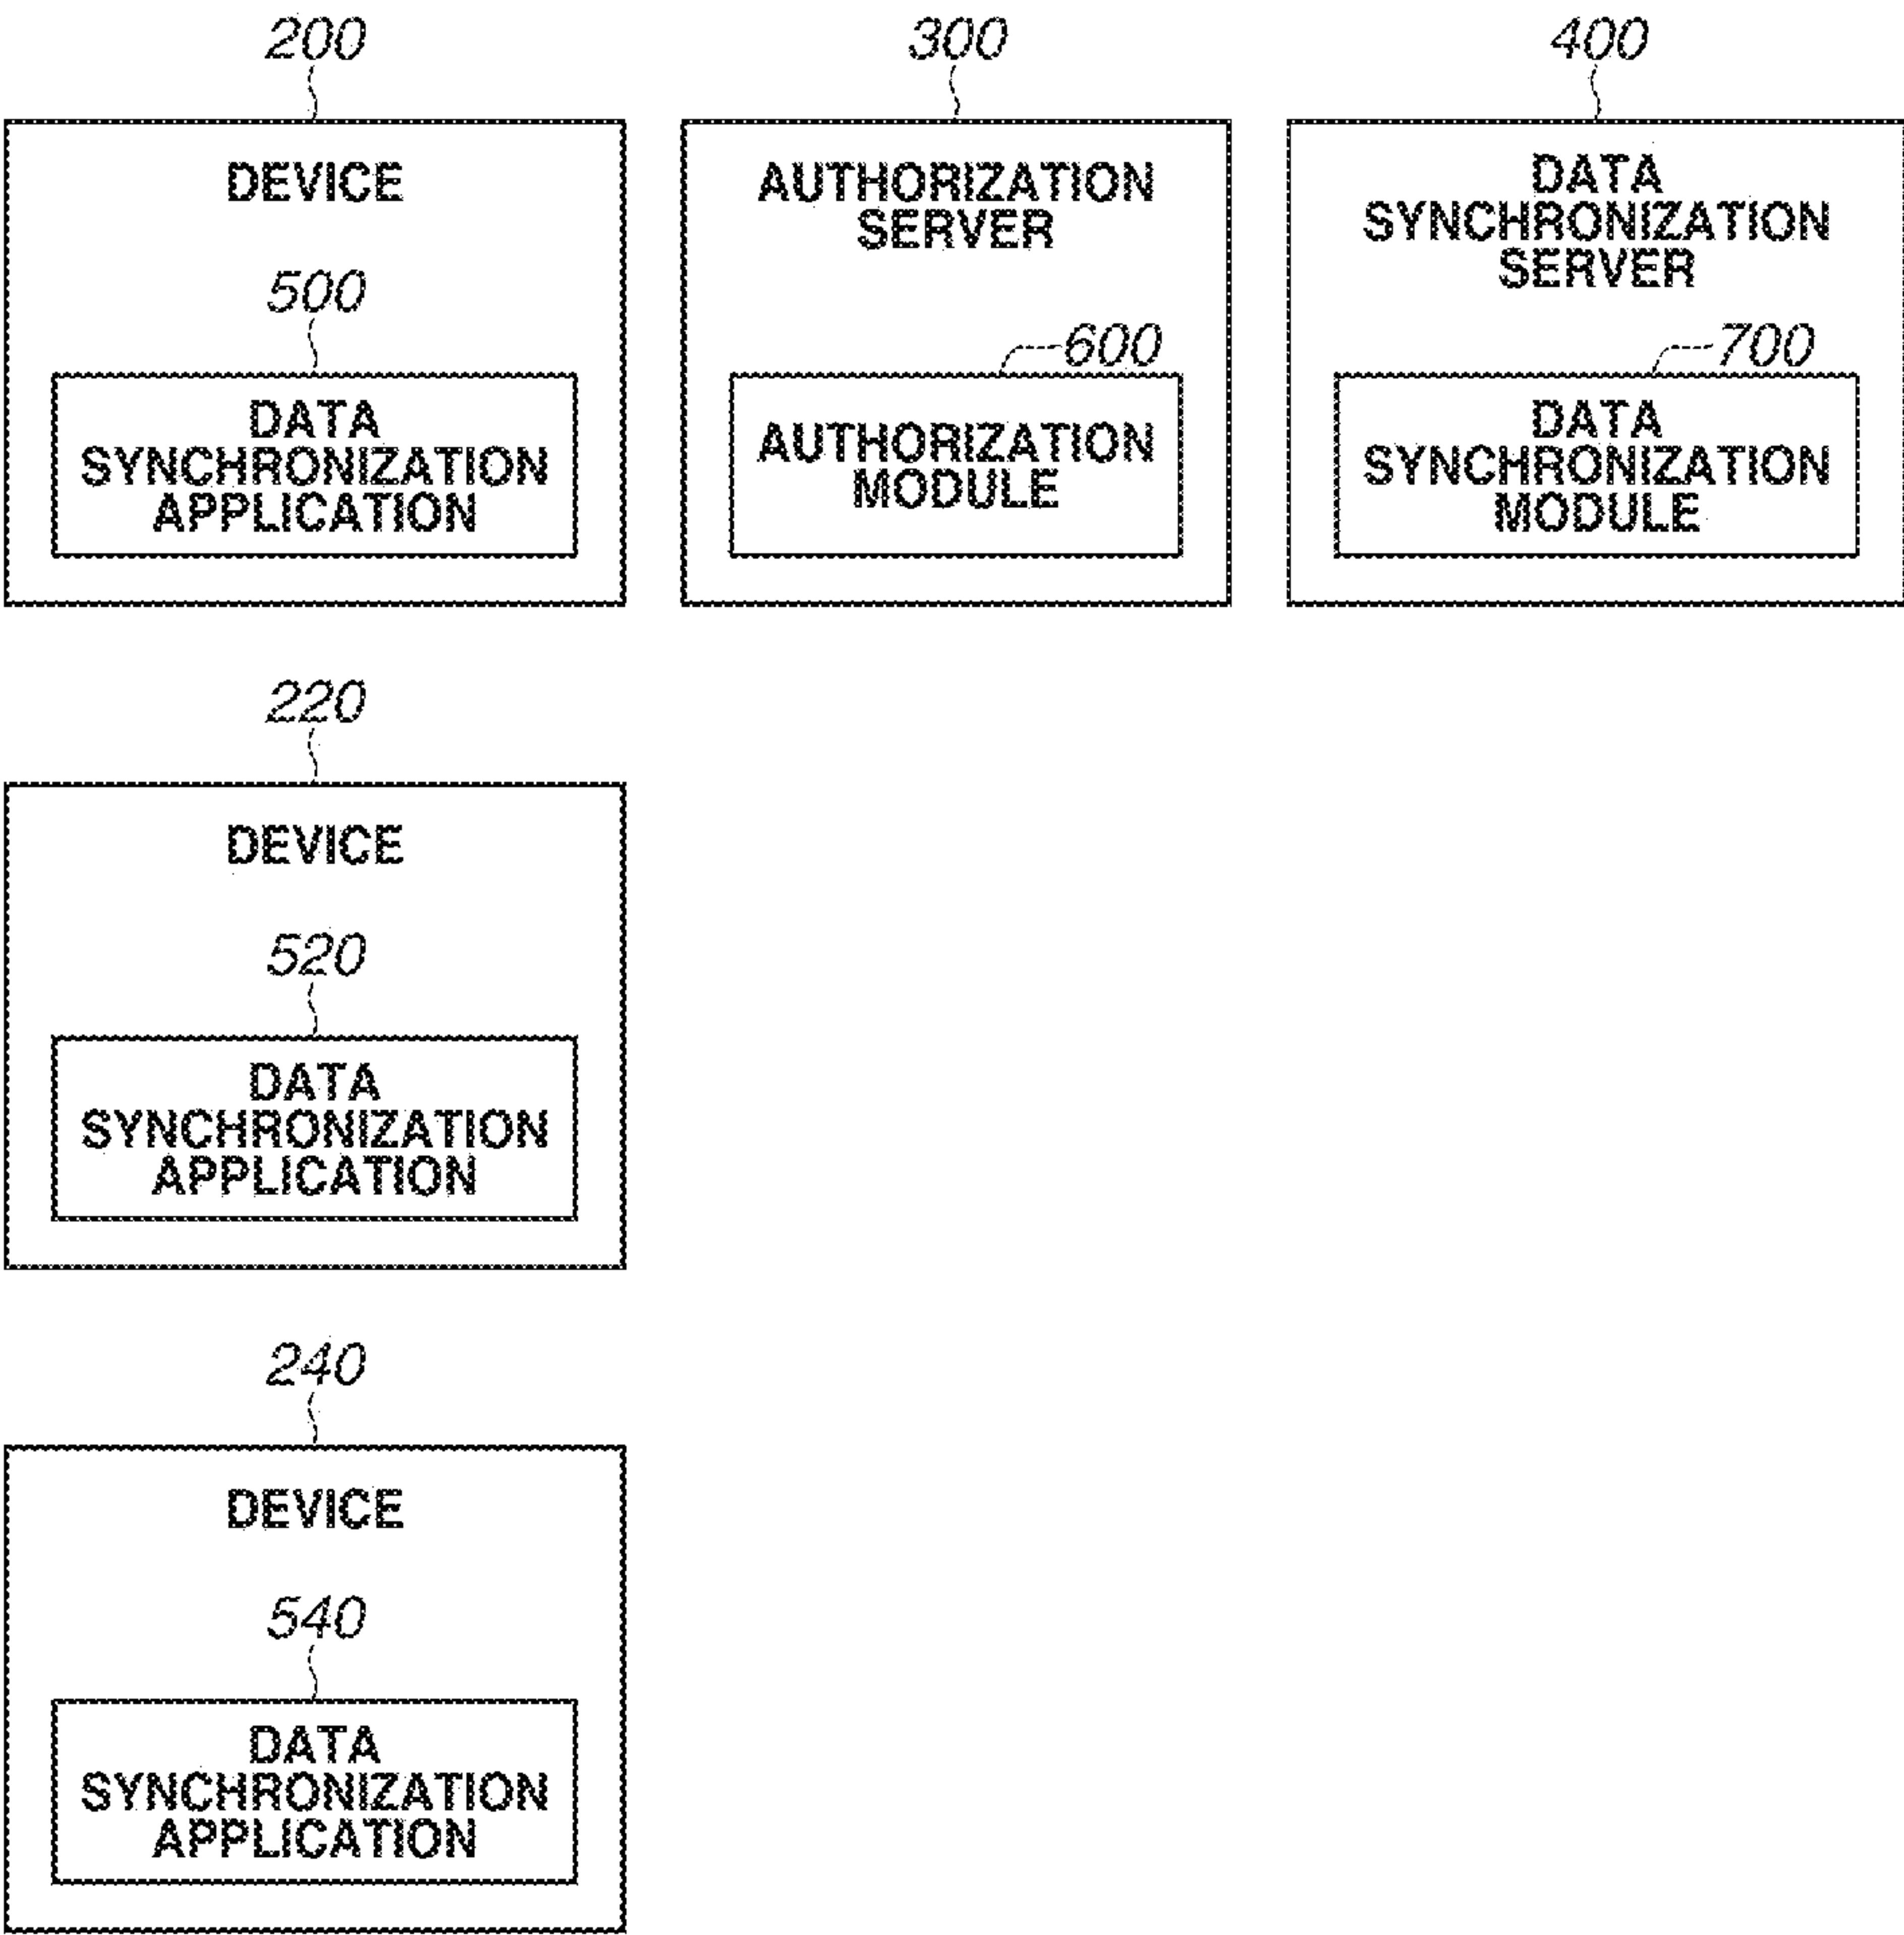 200
DEVICE
500
DATA
SYNCHRONIZATION
APPLICATION
300
AUTHORIZATION
SERVER
600
AUTHORIZATION
MODULE
400
DATA
SYNCHRONIZATION
SERVER
700
DATA
SYNCHRONIZATION
MODULE
220
DEVICE
520
DATA
SYNCHRONIZATION
APPLICATION
240
DEVICE
540
DATA
SYNCHRONIZATION
APPLICATION